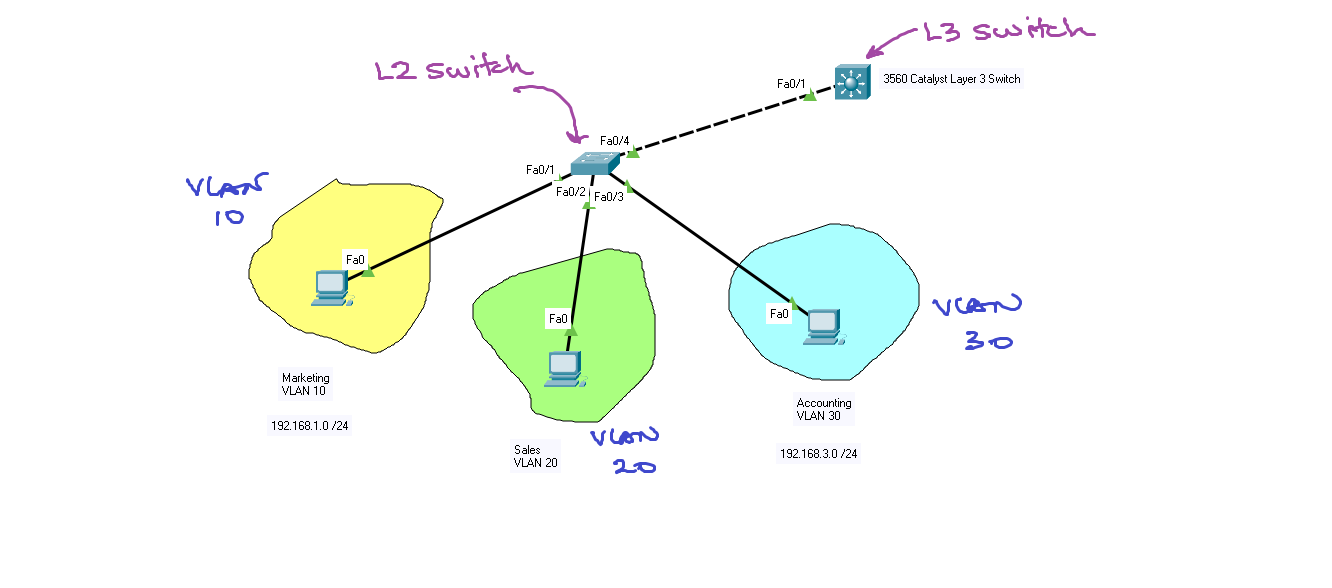 L3 switch
L2 switch
3560 Catalyst Layer 3 Switch
Fa0/1
Fa0/4
Fa0/1
Fa0/2
Fa0/3
VLAN
10
Fa0
Fa0
Fa0
VLAN
30
Marketing
VLAN 10
192.168.1.0 /24
Sales
VLAN 20
VLAN
20
Accounting
VLAN 30
192.168.3.0 /24